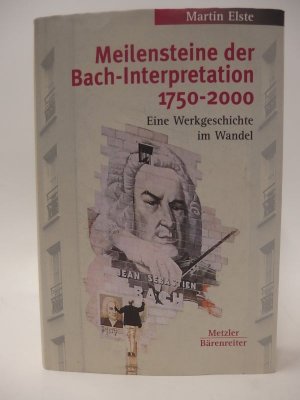 Martin Elste
Meilensteine der
Bach-Interpretation
1750-2000
Eine Werkgeschichte
im Wandel
JEAN SEBASTIEN
BACH
Metzler
Bärenreiter